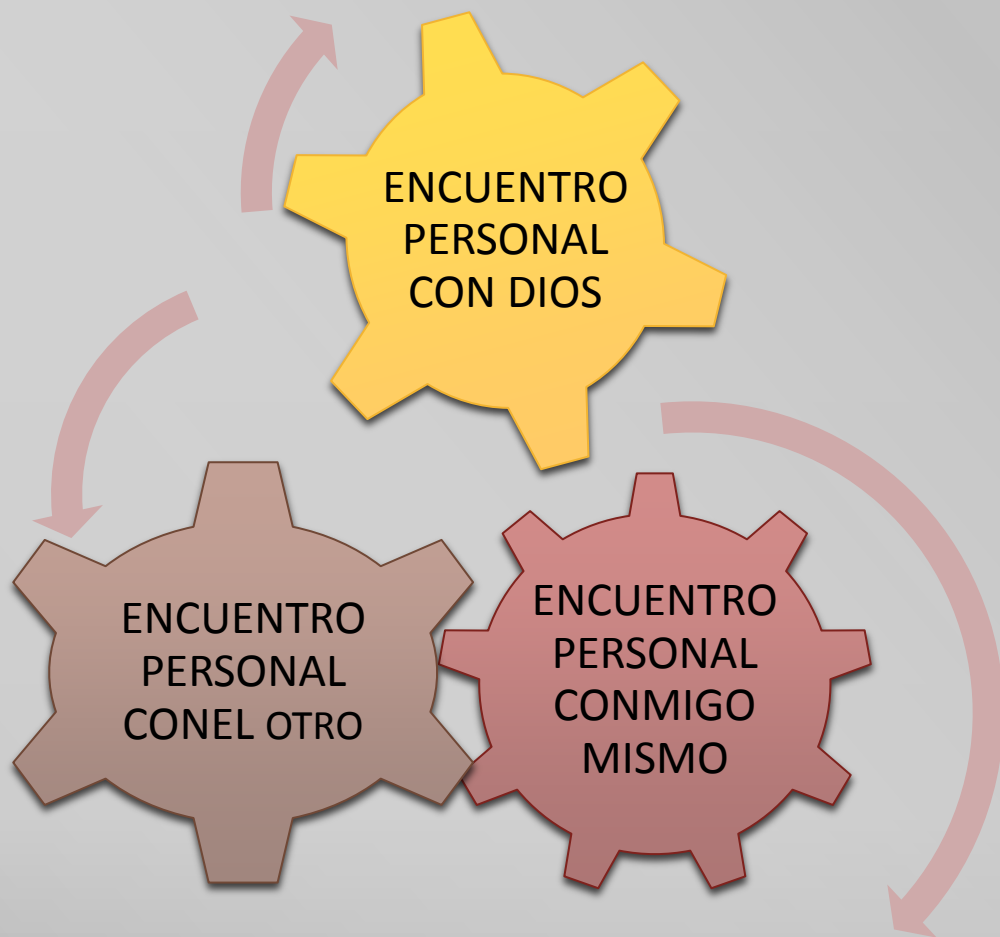 ENCUENTRO
PERSONAL
CON DIOS
ENCUENTRO
PERSONAL
CONEL OTRO
ENCUENTRO
PERSONAL
CONMIGO
MISMO